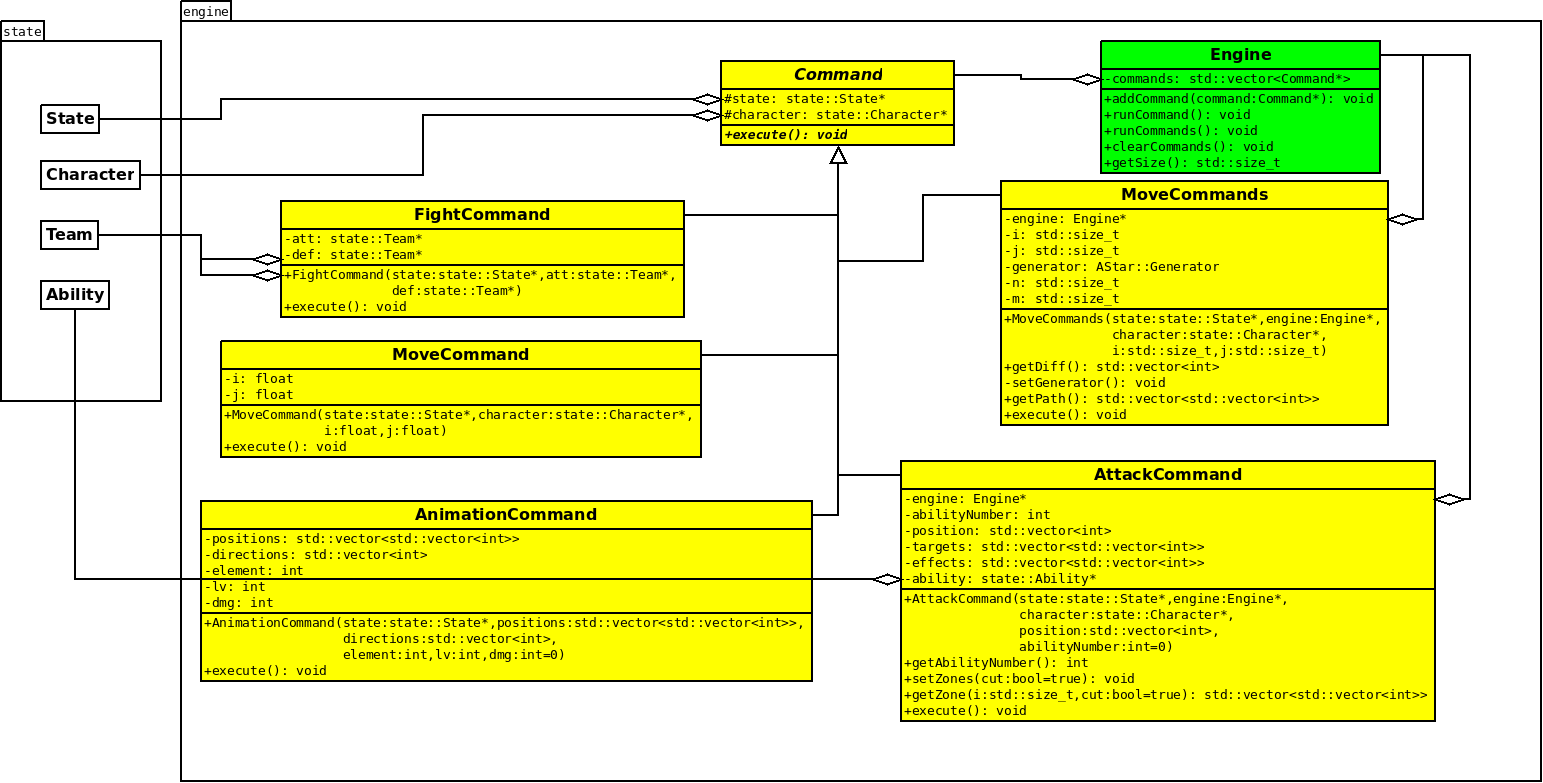 engine
state
State
Character
Team
Ability
Command
#state: state::State*
#character: state::Character*
+execute(): void
Engine
-commands: std::vector<Command*>
+addCommand(command:Command*): void
+runCommand(): void
+runCommands(): void
+clearCommands(): void
+getSize(): std::size_t
FightCommand
-att: state::Team*
-def: state::Team*
+FightCommand(state:state::State*,att:state::Team*,
def:state::Team*)
+execute(): void
MoveCommands
-engine: Engine*
-i: std::size_t
-j: std::size_t
-generator: AStar::Generator
-n: std::size_t
-m: std::size_t
+MoveCommands(state:state::State*,engine:Engine*,
character:state::Character*,
i:std::size_t,j:std::size_t)
+getDiff(): std::vector<int>
-setGenerator(): void
+getPath(): std::vector<std::vector<int>>
+execute(): void
MoveCommand
-i: float
-j: float
+MoveCommand(state:state::State*,character:state::Character*,
i:float,j:float)
+execute(): void
AnimationCommand
-positions: std::vector<std::vector<int>>
-directions: std::vector<int>
-element: int
-lv: int
-dmg: int
+AnimationCommand(state:state::State*,positions:std::vector<std::vector<int>>,
directions:std::vector<int>,
element:int,lv:int,dmg:int=0)
+execute(): void
AttackCommand
-engine: Engine*
-abilityNumber: int
-position: std::vector<int>
-targets: std::vector<std::vector<int>>
-effects: std::vector<std::vector<int>>
-ability: state::Ability*
+AttackCommand(state:state::State*,engine:Engine*,
character:state::Character*,
position:std::vector<int>,
abilityNumber:int=0)
+getAbilityNumber(): int
+setZones(cut:bool=true): void
+getZone(i:std::size_t,cut:bool=true): std::vector<std::vector<int>>
+execute(): void